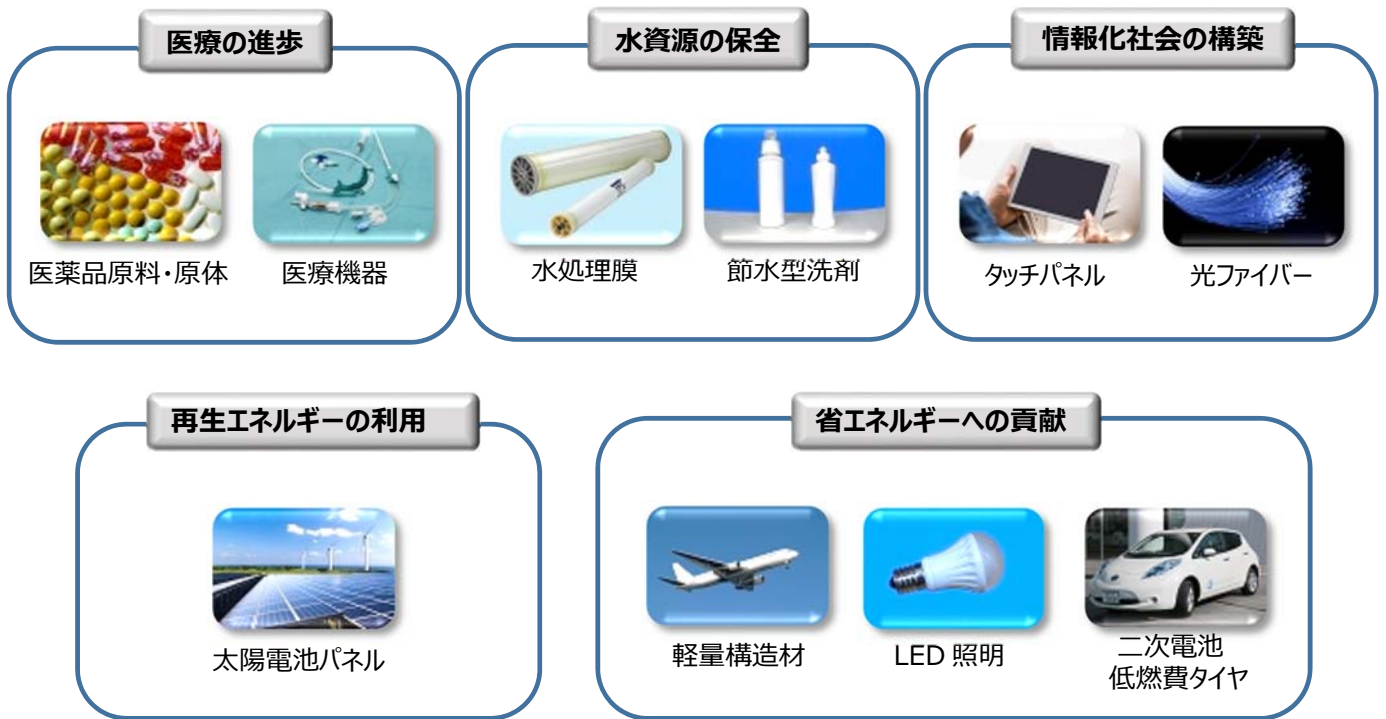 医療の進歩
水資源の保全
情報化社会の構築
医薬品原料・原体
医療機器
水処理膜
節水型洗剤
タッチパネル
光ファイバー
再生エネルギーの利用
省エネルギーへの貢献
太陽電池パネル
軽量構造材
LED 照明
二次電池
低燃費タイヤ